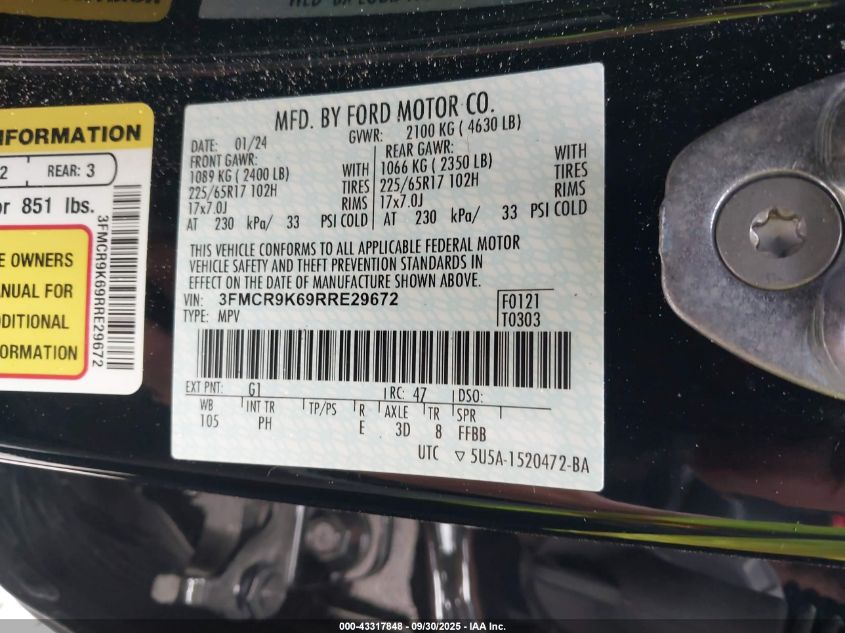 NFORMATION
2 REAR: 3
or 851 lbs.
E OWNERS
ANUAL FOR
DDITIONAL
FORMATION
3FMCR9K69RRE29672
MFD. BY FORD MOTOR CO.
DATE: 01/24 GVWR: 2100 KG ( 4630 LB)
FRONT GAWR: REAR GAWR:
1089 KG ( 2400 LB) WITH 1066 KG ( 2350 LB) WITH
225/65R17 102H TIRES 225/65R17 102H TIRES
17x7.0J RIMS 17x7.0J RIMS
AT 230 kPa/ 33 PSI COLD AT 230 kPa/ 33 PSI COLD
THIS VEHICLE CONFORMS TO ALL APPLICABLE FEDERAL MOTOR
VEHICLE SAFETY AND THEFT PREVENTION STANDARDS IN
EFFECT ON THE DATE OF MANUFACTURE SHOWN ABOVE.
VIN: 3FMCR9K69RRE29672 F0121
TYPE: MPV T0303
EXT PNT: G1 RC: 47 DSO:
WB INT TR TP/PS R AXLE TR SPR
105 PH E 3D 8 FFBB
UTC ▽ 5U5A-1520472-BA
000-43317848 - 09/30/2025 - IAA Inc.